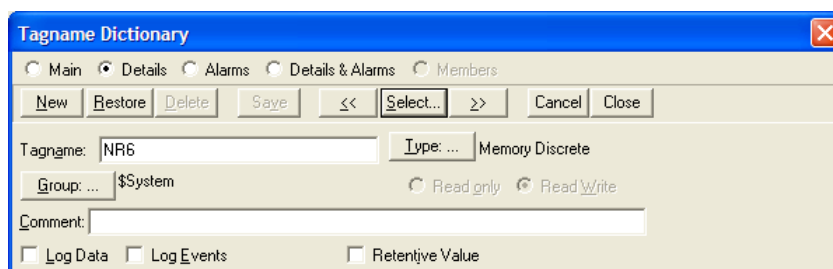 Tagname Dictionary
Main Details Alarms Details & Alarms Members
New Restore Delete Save << Select... >> Cancel Close
Tagname: NR6 Type: ... Memory Discrete
Group: ... $System Read only Read Write
Comment:
Log Data Log Events Retentive Value